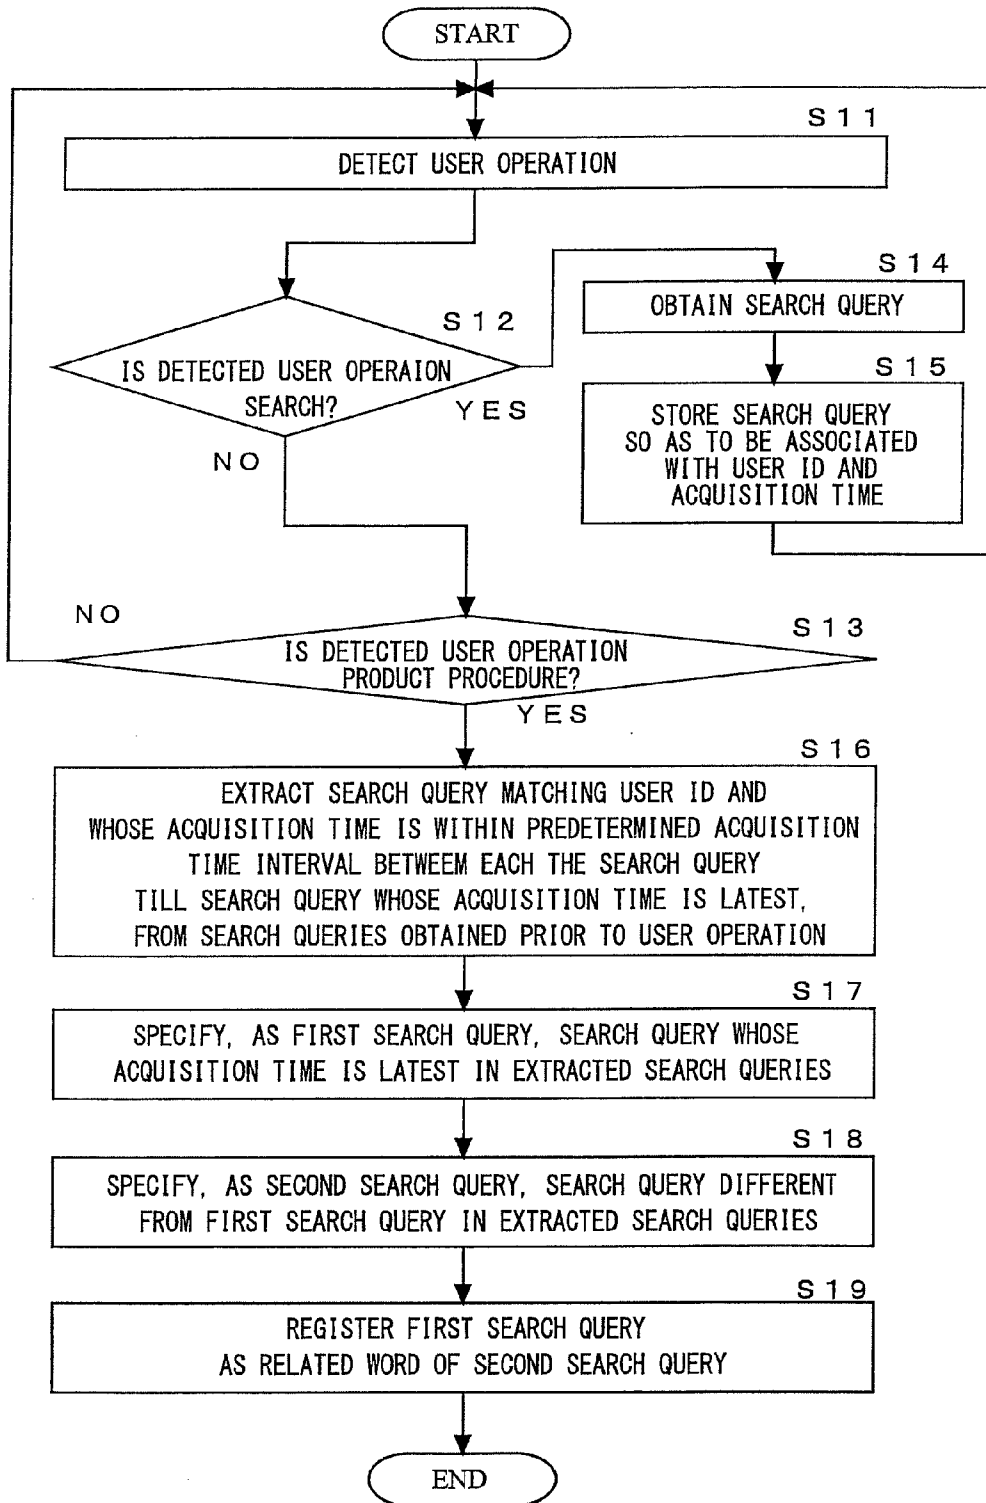 START
S11
DETECT USER OPERATION
S12
IS DETECTED USER OPERAION
SEARCH?
YES
NO
S14
OBTAIN SEARCH QUERY
S15
STORE SEARCH QUERY
SO AS TO BE ASSOCIATED
WITH USER ID AND
ACQUISITION TIME
NO
S13
IS DETECTED USER OPERATION
PRODUCT PROCEDURE?
YES
S16
EXTRACT SEARCH QUERY MATCHING USER ID AND
WHOSE ACQUISITION TIME IS WITHIN PREDETERMINED ACQUISITION
TIME INTERVAL BETWEEM EACH THE SEARCH QUERY
TILL SEARCH QUERY WHOSE ACQUISITION TIME IS LATEST,
FROM SEARCH QUERIES OBTAINED PRIOR TO USER OPERATION
S17
SPECIFY, AS FIRST SEARCH QUERY, SEARCH QUERY WHOSE
ACQUISITION TIME IS LATEST IN EXTRACTED SEARCH QUERIES
S18
SPECIFY, AS SECOND SEARCH QUERY, SEARCH QUERY DIFFERENT
FROM FIRST SEARCH QUERY IN EXTRACTED SEARCH QUERIES
S19
REGISTER FIRST SEARCH QUERY
AS RELATED WORD OF SECOND SEARCH QUERY
END